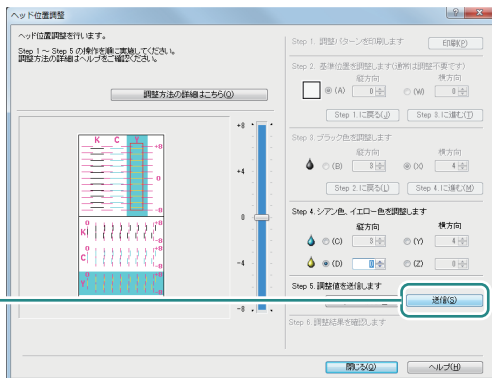 ヘッド位置調整
ヘッド位置調整を行います。
Step 1 ~ Step 5 の操作を順に実施してください。
調整方法の詳細はヘルプをご確認ください。
調整方法の詳細はこちら(O)
K C Y
+8
0
-8
K
C
Y
+8
+4
0
-4
-8
Step 1. 調整パターンを印刷します
印刷(P)
Step 2. 基準位置を調整します(通常は調整不要です)
縦方向 横方向
(A) 0 (W) 0
Step 1.に戻る(J) Step 3.に進む(T)
Step 3. ブラック色を調整します
縦方向 横方向
(B) 3 (X) 4
Step 2.に戻る(L) Step 4.に進む(M)
Step 4. シアン色、イエロー色を調整します
縦方向 横方向
(C) 3 (Y) 4
(D) 0 (Z) 0
Step 5. 調整値を送信します
送信(S)
Step 6. 調整結果を確認します
閉じる(Q) ヘルプ(H)